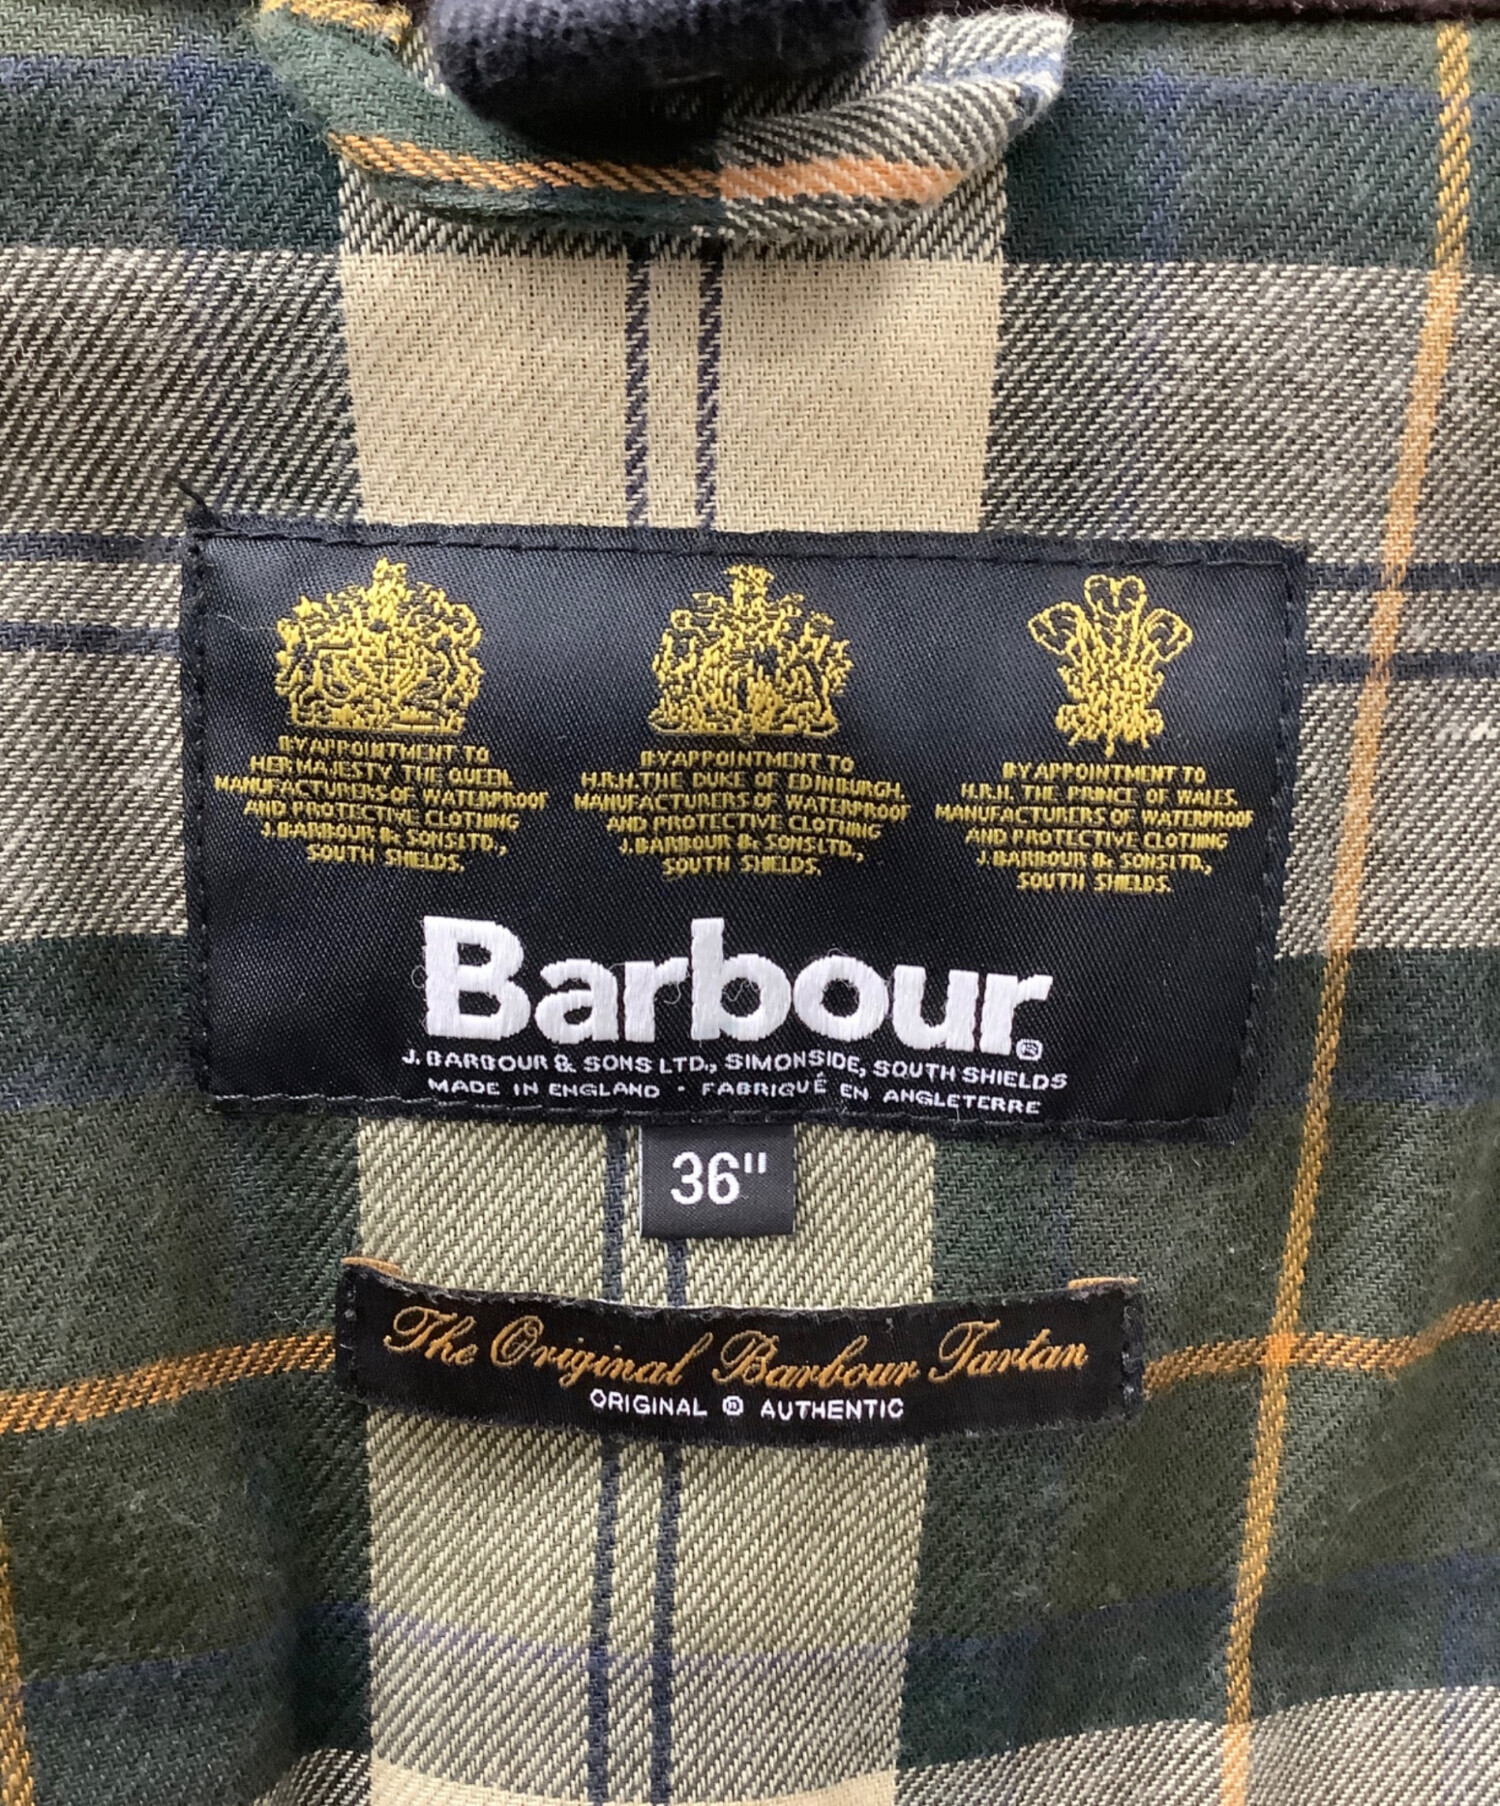 BY APPOINTMENT TO
HER MAJESTY THE QUEEN.
MANUFACTURERS OF WATERPROOF
AND PROTECTIVE CLOTHING
J. BARBOUR & SONS LTD.,
SOUTH SHIELDS.
BY APPOINTMENT TO
H.R.H. THE DUKE OF EDINBURGH.
MANUFACTURERS OF WATERPROOF
AND PROTECTIVE CLOTHING
J. BARBOUR & SONS LTD.,
SOUTH SHIELDS.
BY APPOINTMENT TO
H.R.H. THE PRINCE OF WALES.
MANUFACTURERS OF WATERPROOF
AND PROTECTIVE CLOTHING
J. BARBOUR & SONS LTD.,
SOUTH SHIELDS.
Barbour®
J. BARBOUR & SONS LTD., SIMONSIDE, SOUTH SHIELDS
MADE IN ENGLAND · FABRIQUÉ EN ANGLETERRE
36"
The Original Barbour Tartan
ORIGINAL ® AUTHENTIC